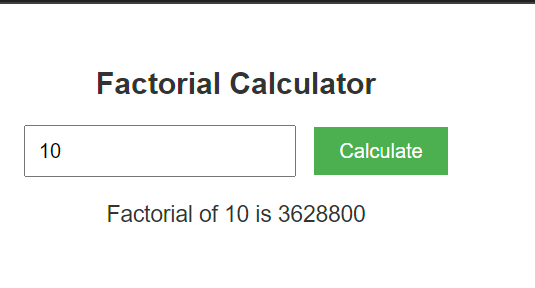 Factorial Calculator
10
Calculate
Factorial of 10 is 3628800